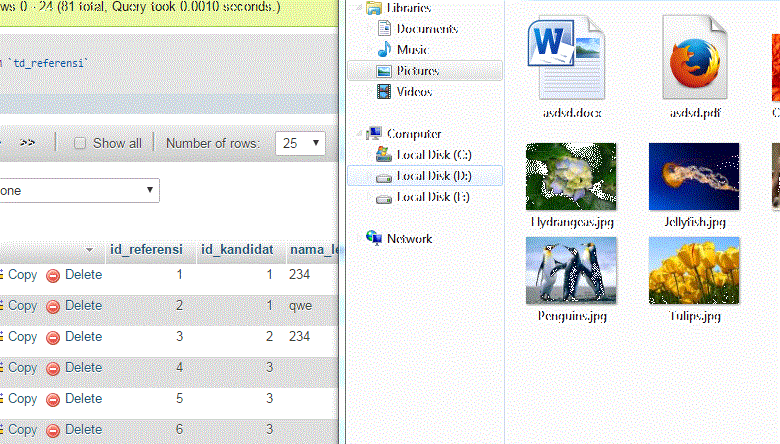 ws 0 - 24 (81 total, Query took 0.0010 seconds.)
`td_referensi`
>>
Show all
Number of rows:
25
one
id_referensi id_kandidat nama_le
Copy Delete 1 1 234
Copy Delete 2 1 qwe
Copy Delete 3 2 234
Copy Delete 4 3
Copy Delete 5 3
Copy Delete 6 3
Libraries
Documents
Music
Pictures
Videos
Computer
Local Disk (C:)
Local Disk (D:)
Local Disk (F:)
Network
asdsd.docx
asdsd.pdf
Hydrangeas.jpg
Jellyfish.jpg
Penguins.jpg
Tulips.jpg